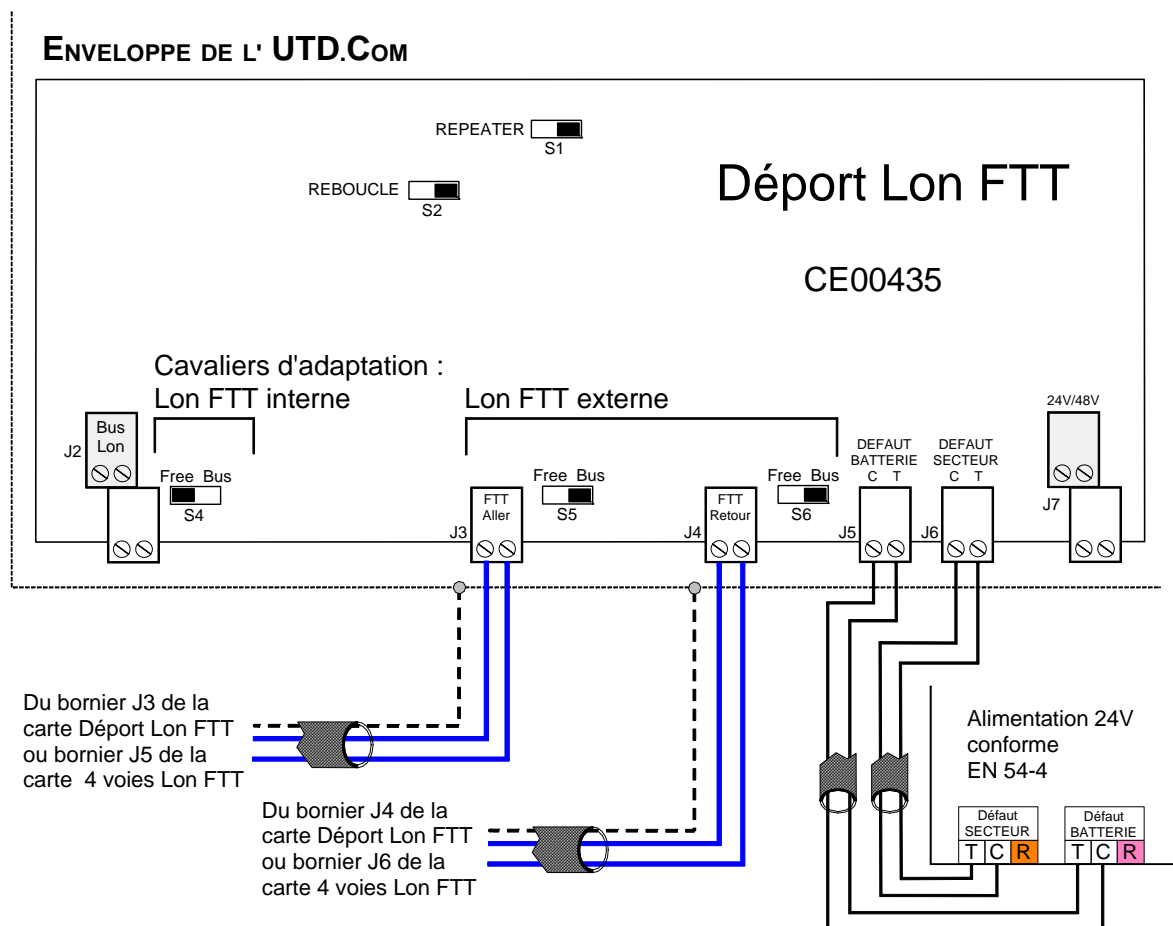 ENVELOPPE DE L' UTD.COM
REPEATER
S1
REBOUCLE
S2
Déport Lon FTT
CE00435
Cavaliers d'adaptation :
Lon FTT interne
Lon FTT externe
J2
Bus
Lon
Free Bus
S4
J3
FTT
Aller
Free Bus
S5
J4
FTT
Retour
Free Bus
S6
DEFAUT
BATTERIE
C T
J5
DEFAUT
SECTEUR
C T
J6
24V/48V
J7
Du bornier J3 de la
carte Déport Lon FTT
ou bornier J5 de la
carte 4 voies Lon FTT
Du bornier J4 de la
carte Déport Lon FTT
ou bornier J6 de la
carte 4 voies Lon FTT
Alimentation 24V
conforme
EN 54-4
Défaut
SECTEUR
T C R
Défaut
BATTERIE
T C R